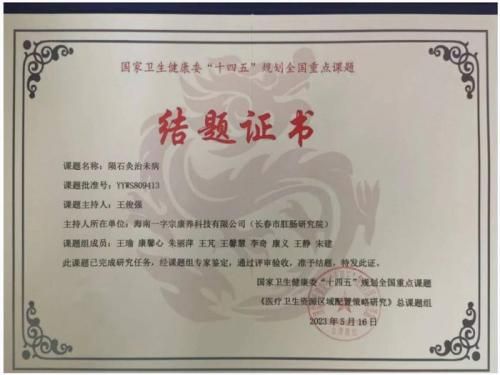 国家卫生健康委“十四五”规划全国重点课题
结题证书
课题名称：陨石灸治未病
课题批准号：YYWS809413
课题主持人：王俊强
主持人所在单位：海南一字宗康养科技有限公司（长春市肛肠研究院）
课题组成员：王瑜 康馨心 朱丽萍 王芃 王馨慧 李奇 康义 王静 宋建
此课题已完成研究任务，经课题组专家鉴定，通过评审验收，准予结题，特发此证。
国家卫生健康委“十四五”规划全国重点课题
《医疗卫生资源区域配置策略研究》总课题组
2023年5月16日